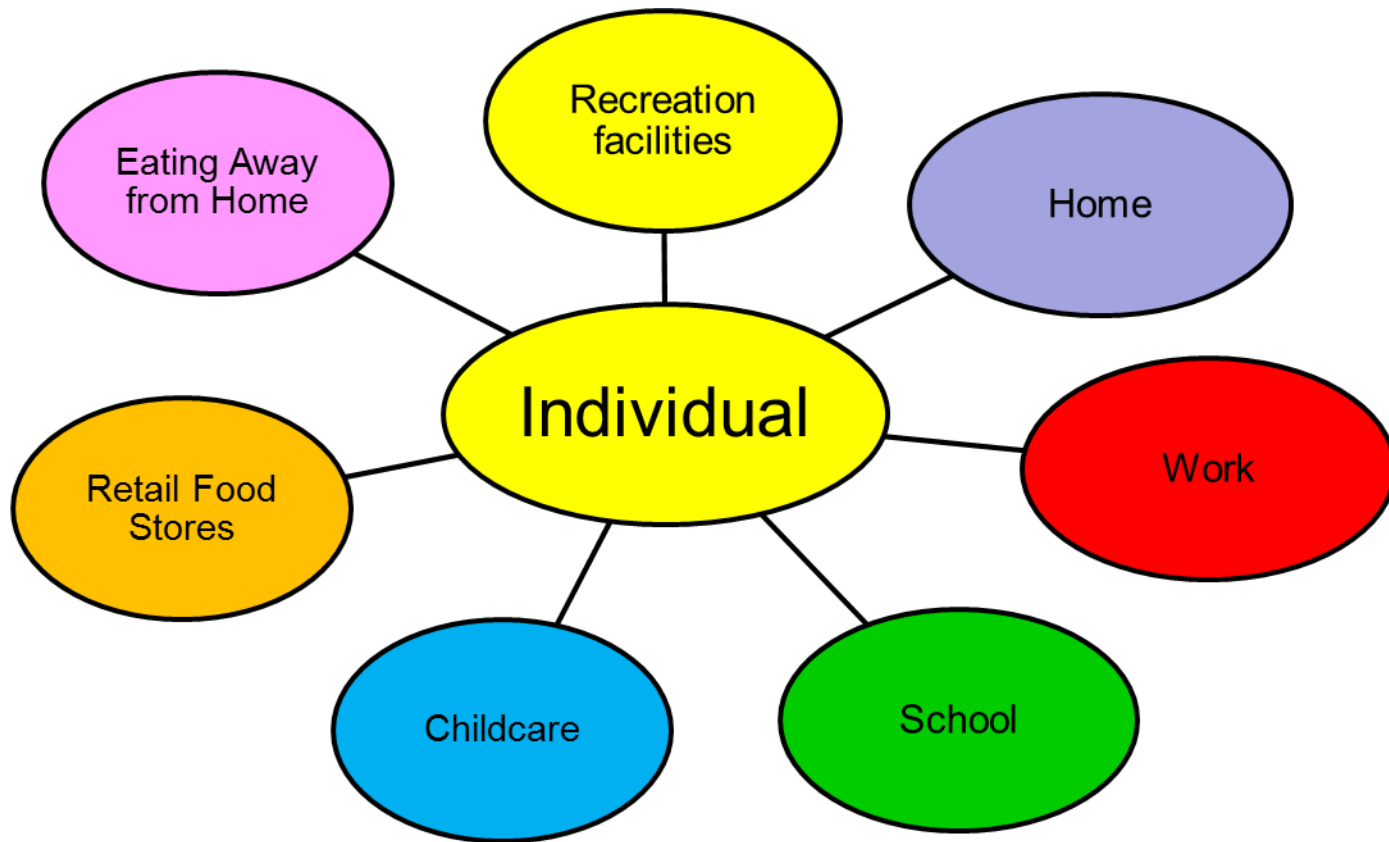 Recreation
facilities
Eating Away
from Home
Home
Individual
Work
Retail Food
Stores
School
Childcare